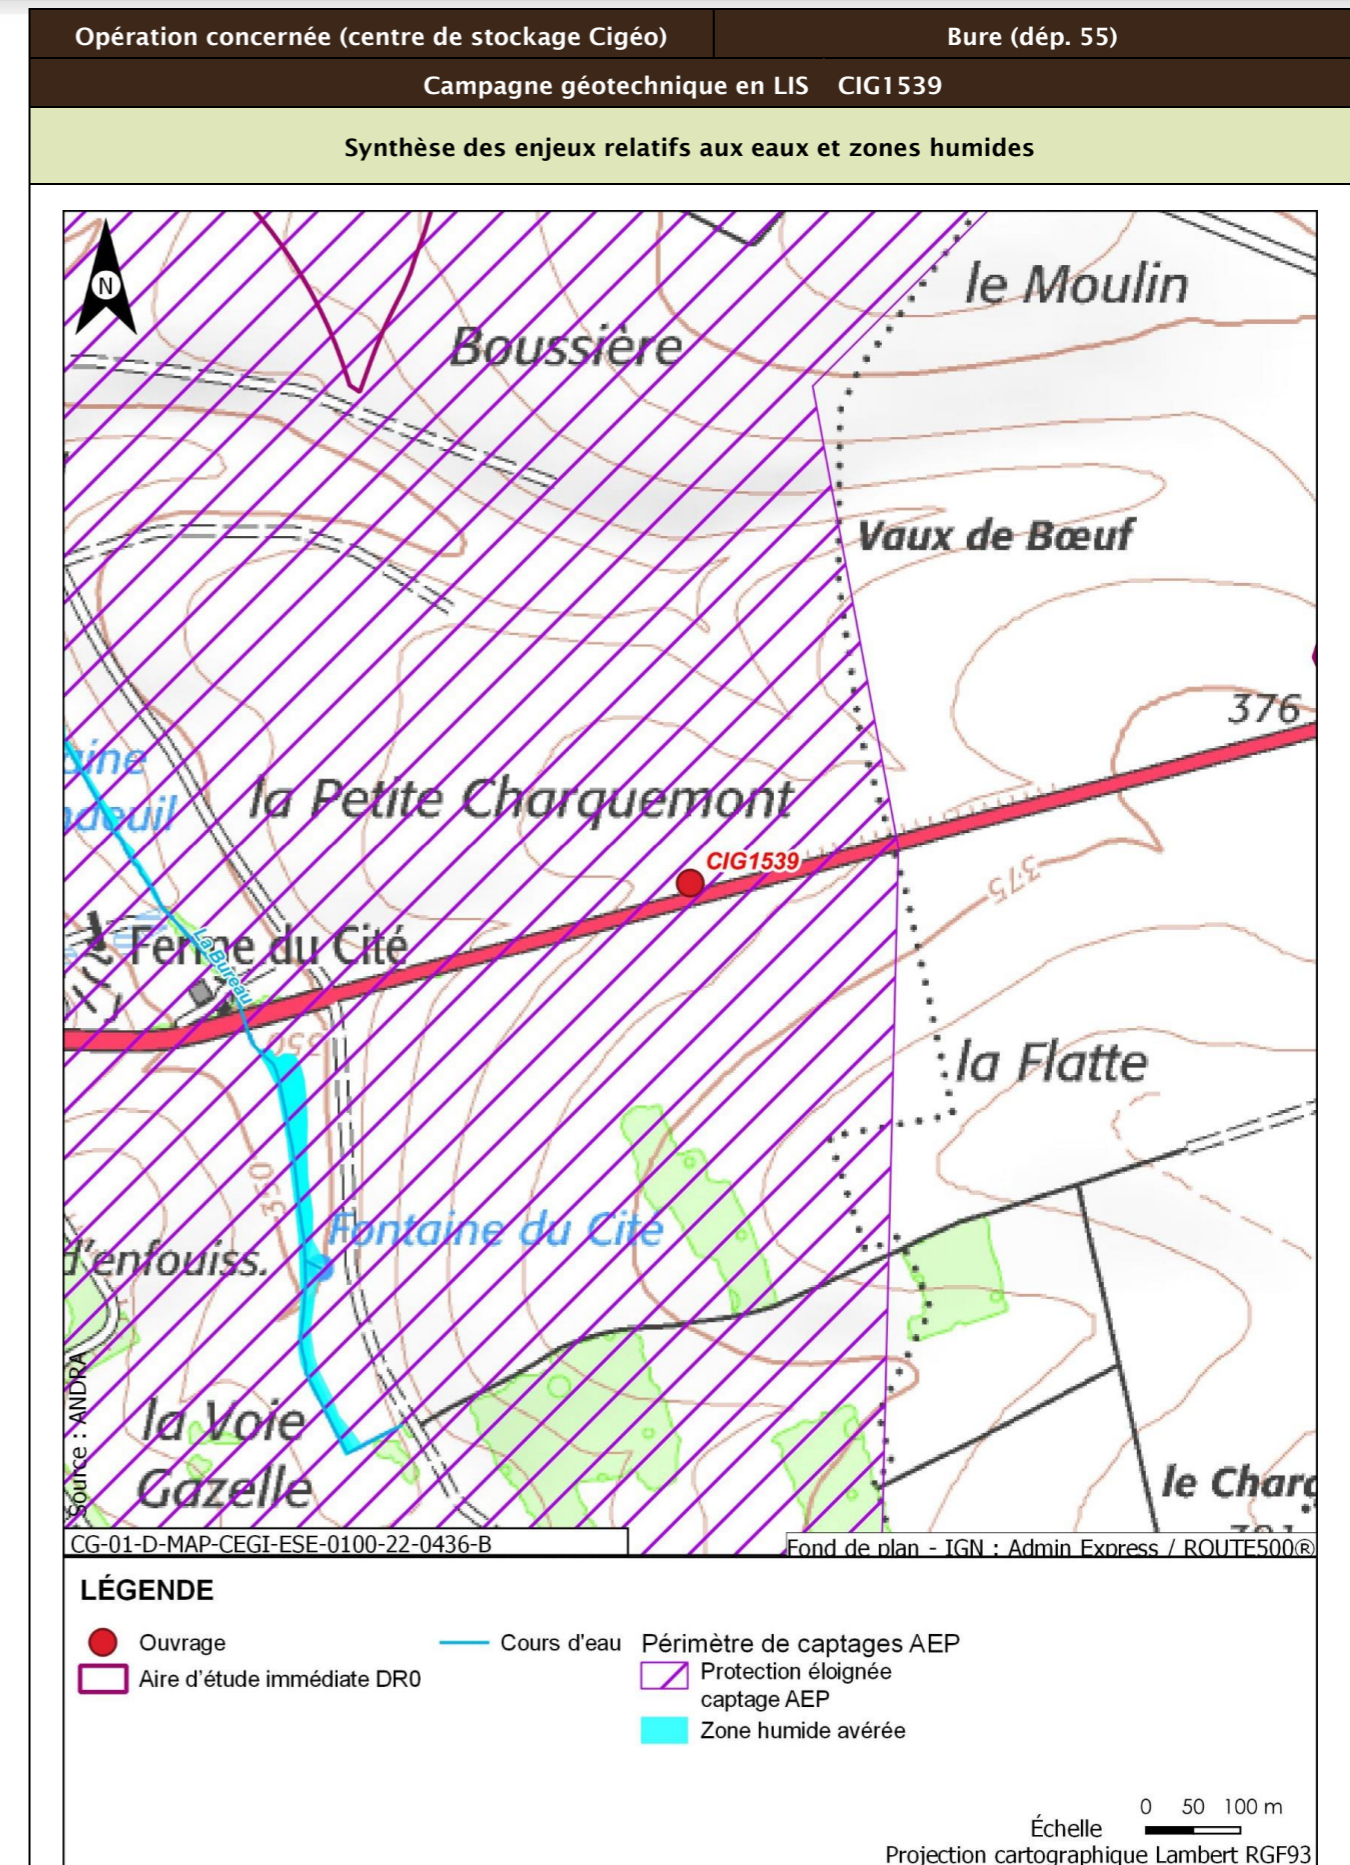 Opération concernée (centre de stockage Cigéo)
Bure (dép. 55)
Campagne géotechnique en LIS CIG1539
Synthèse des enjeux relatifs aux eaux et zones humides
N
le Moulin
Boussière
Vaux de Bœuf
376
aine
ndeuil
la Petite Charquemont
CIG1539
375
Ferme du Cité
La Bureau
350
la Flatte
350
Fontaine du Cité
d'enfouiss.
la Voie
Gazelle
le Charq
Source : ANDRA
CG-01-D-MAP-CEGI-ESE-0100-22-0436-B
Fond de plan - IGN : Admin Express / ROUTE500®
LÉGENDE
Ouvrage
Aire d'étude immédiate DR0
Cours d'eau
Périmètre de captages AEP
Protection éloignée
captage AEP
Zone humide avérée
0 50 100 m
Échelle
Projection cartographique Lambert RGF93